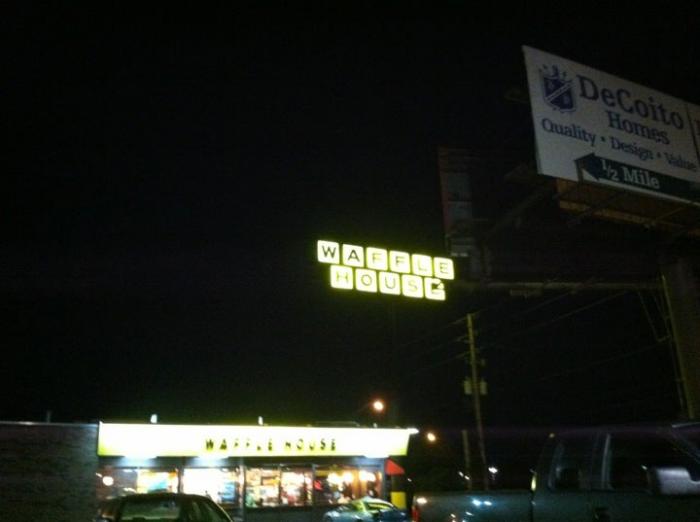 DeCoito
Homes
Quality · Design · Value
1/2 Mile
WAFFLE
HOUSE
WAFFLE HOUSE